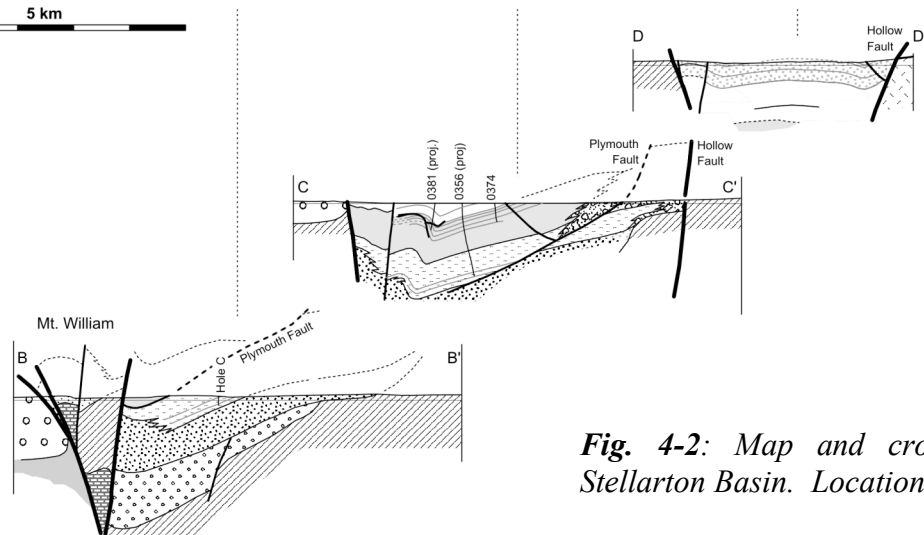 5 km
D
Hollow
Fault
D
Plymouth
Fault
Hollow
Fault
C
0381 (proj.)
0356 (proj)
0374
C'
Mt. William
B
Plymouth Fault
Hole C
B'
Fig. 4-2: Map and cro
Stellarton Basin. Location